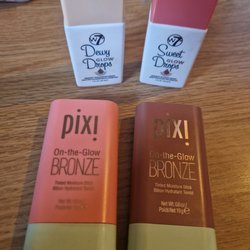 W7
Dewy
GLOW
Drops
W7
Sweet
GLOW
Drops
pixi
On-the-Glow
BRONZE
Tinted Moisture Stick
pixi
On-the-Glow
BRONZE
Tinted Moisture Stick